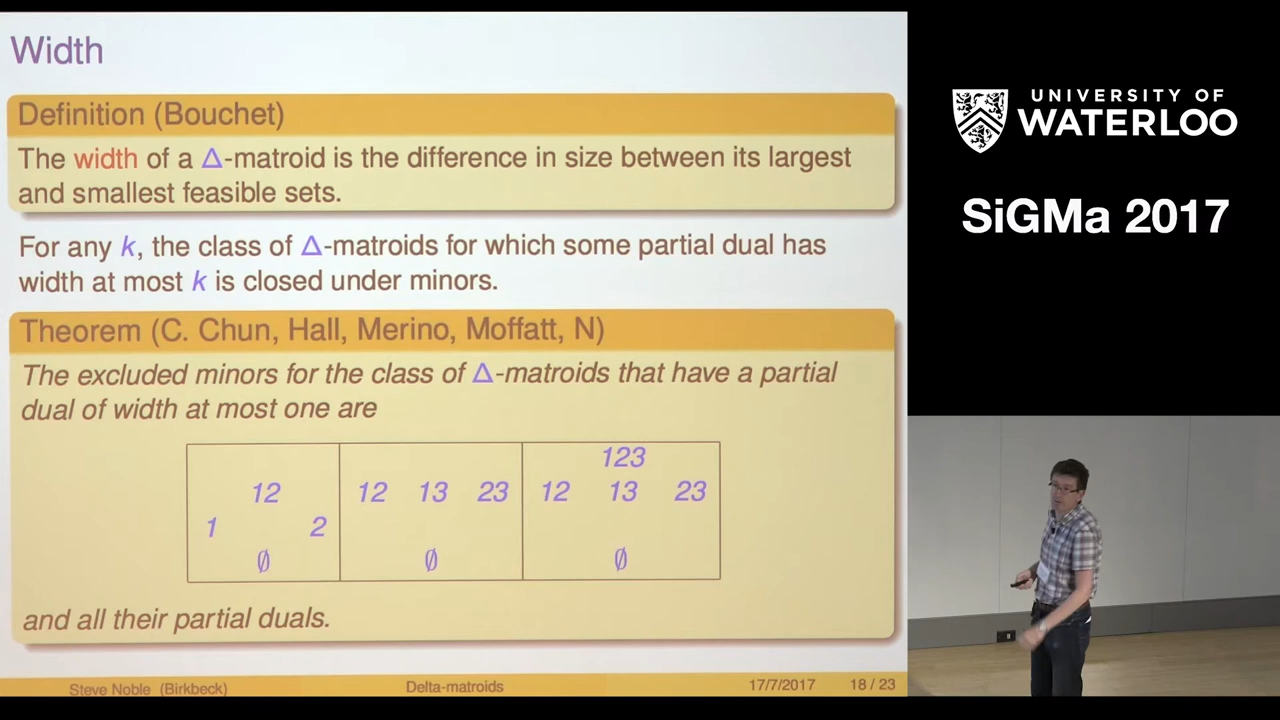 Width
Definition (Bouchet)
The width of a Δ-matroid is the difference in size between its largest
and smallest feasible sets.
For any k, the class of Δ-matroids for which some partial dual has
width at most k is closed under minors.
Theorem (C. Chun, Hall, Merino, Moffatt, N)
The excluded minors for the class of Δ-matroids that have a partial
dual of width at most one are
123
12 12 13 23 12 13 23
1 2
∅ ∅ ∅
and all their partial duals.
Steve Noble (Birkbeck) Delta-matroids 17/7/2017 18 / 23
UNIVERSITY OF
WATERLOO
SiGMa 2017